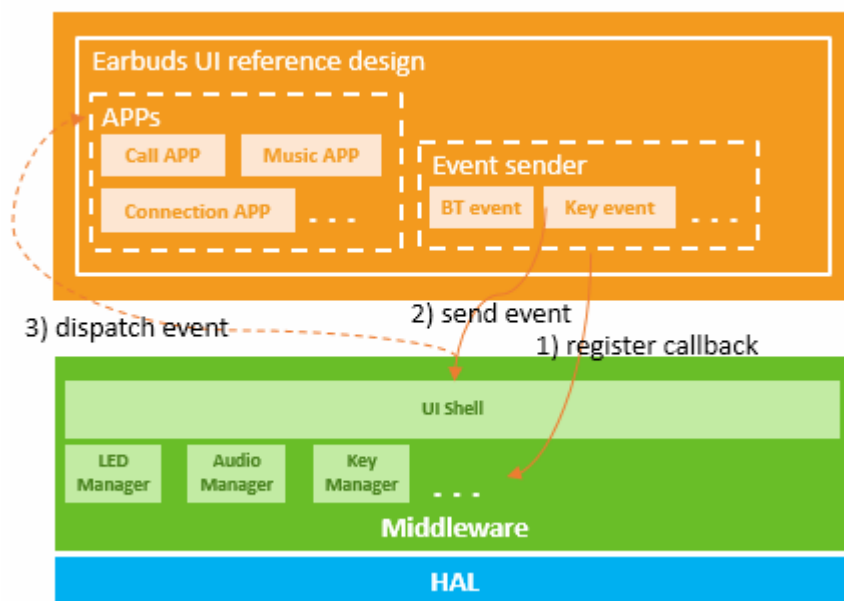 Earbuds UI reference design
APPs
Call APP
Music APP
Connection APP
. . .
Event sender
BT event
Key event
. . .
2) send event
3) dispatch event
1) register callback
UI Shell
LED
Manager
Audio
Manager
Key
Manager
. . .
Middleware
HAL